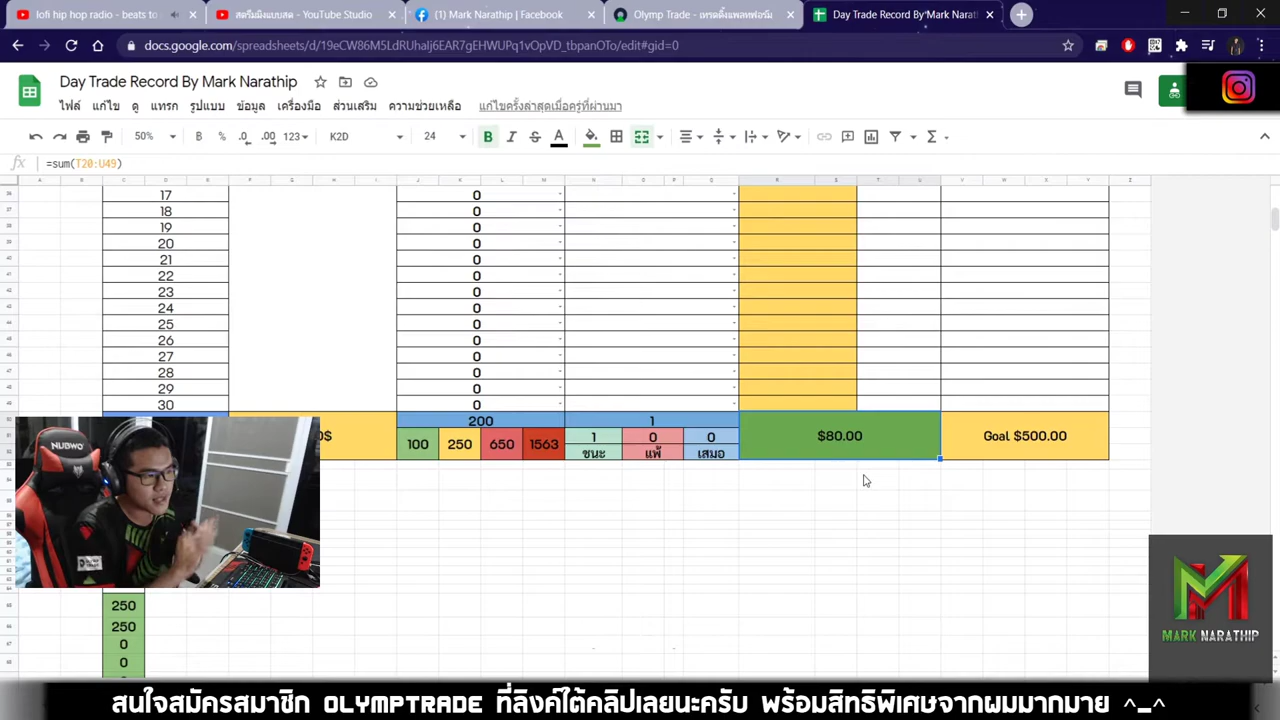 lofi hip hop radio - beats to
สตรีมมิงแบบสด - YouTube Studio
(1) Mark Narathip | Facebook
Olymp Trade - เทรดดิ้งแพลทฟอร์ม
Day Trade Record By Mark Narat
docs.google.com/spreadsheets/d/19eCW86M5LdRUhaIj6EAR7gEHWUPq1vOpVD_tbpanOTo/edit#gid=0
Day Trade Record By Mark Narathip
ไฟล์ แก้ไข ดู แทรก รูปแบบ ข้อมูล เครื่องมือ ส่วนเสริม ความช่วยเหลือ แก้ไขครั้งล่าสุดเมื่อครู่ที่ผ่านมา
50% ฿ % .0 .00 123 K2D 24 B I S A Σ
fx =sum(T20:U49)
17 0
18 0
19 0
20 0
21 0
22 0
23 0
24 0
25 0
26 0
27 0
28 0
29 0
30 0
200 1
0$ 100 250 650 1563 1 0 0 $80.00 Goal $500.00
ชนะ แพ้ เสมอ
NUBWO
250
250
0
0
MARK NARATHIP
สนใจสมัครสมาชิก OLYMPTRADE ที่ลิงค์ใต้คลิปเลยนะครับ พร้อมสิทธิพิเศษจากผมมากมาย ^_^